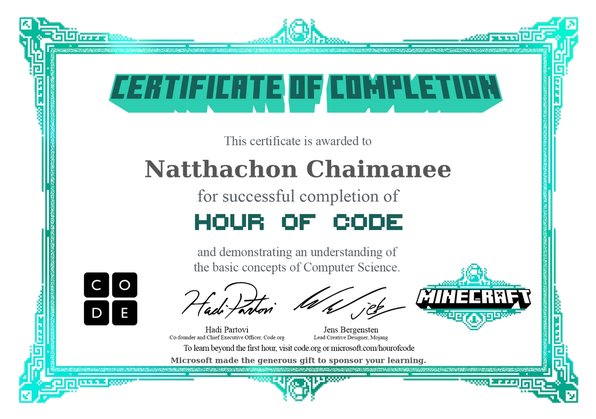 CERTIFICATE OF COMPLETION
This certificate is awarded to
Natthachon Chaimanee
for successful completion of
HOUR OF CODE
and demonstrating an understanding of
the basic concepts of Computer Science.
C O
D E
Hadi Partovi
Jens Bergensten
MINECRAFT
Hadi Partovi
Co-founder and Chief Executive Officer, Code.org
Jens Bergensten
Lead Creative Designer, Mojang
To learn beyond the first hour, visit code.org or microsoft.com/hourofcode
Microsoft made the generous gift to sponsor your learning.